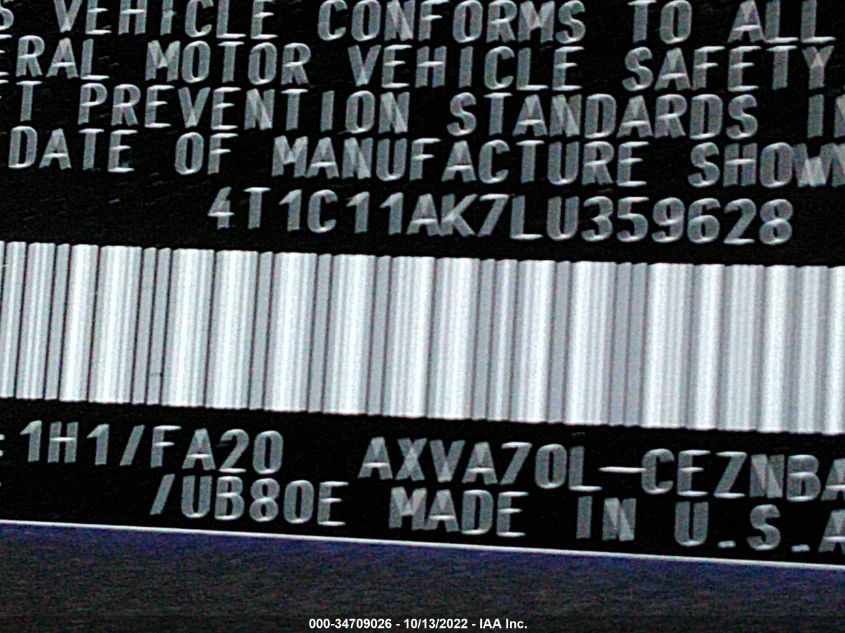 S VEHICLE CONFORMS TO ALL
ERAL MOTOR VEHICLE SAFETY
T PREVENTION STANDARDS IN
DATE OF MANUFACTURE SHOWN
4T1C11AK7LU359628
1H1/FA20 AXVA70L-CEZNBA
/UB80E MADE IN U.S.A
000-34709026 - 10/13/2022 - IAA Inc.